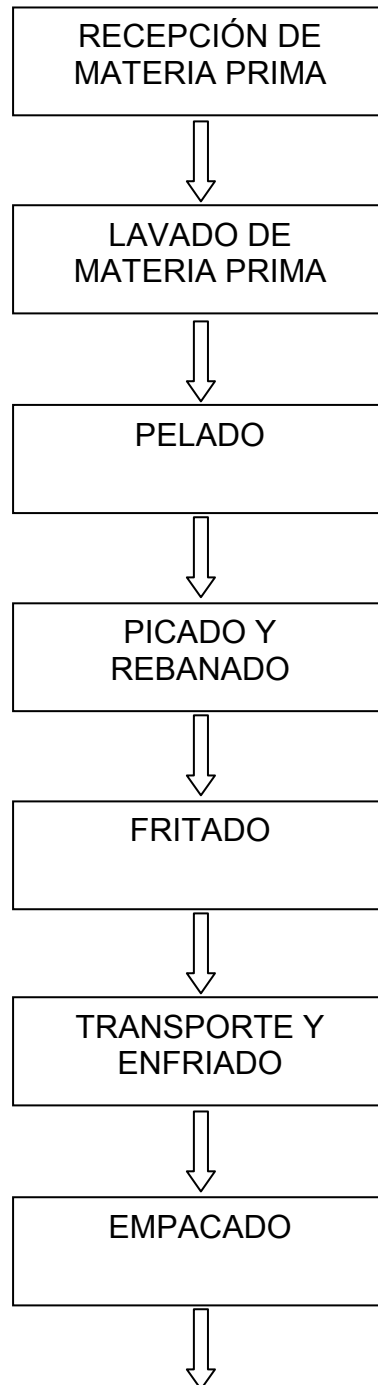 RECEPCIÓN DE
MATERIA PRIMA
LAVADO DE
MATERIA PRIMA
PELADO
PICADO Y
REBANADO
FRITADO
TRANSPORTE Y
ENFRIADO
EMPACADO